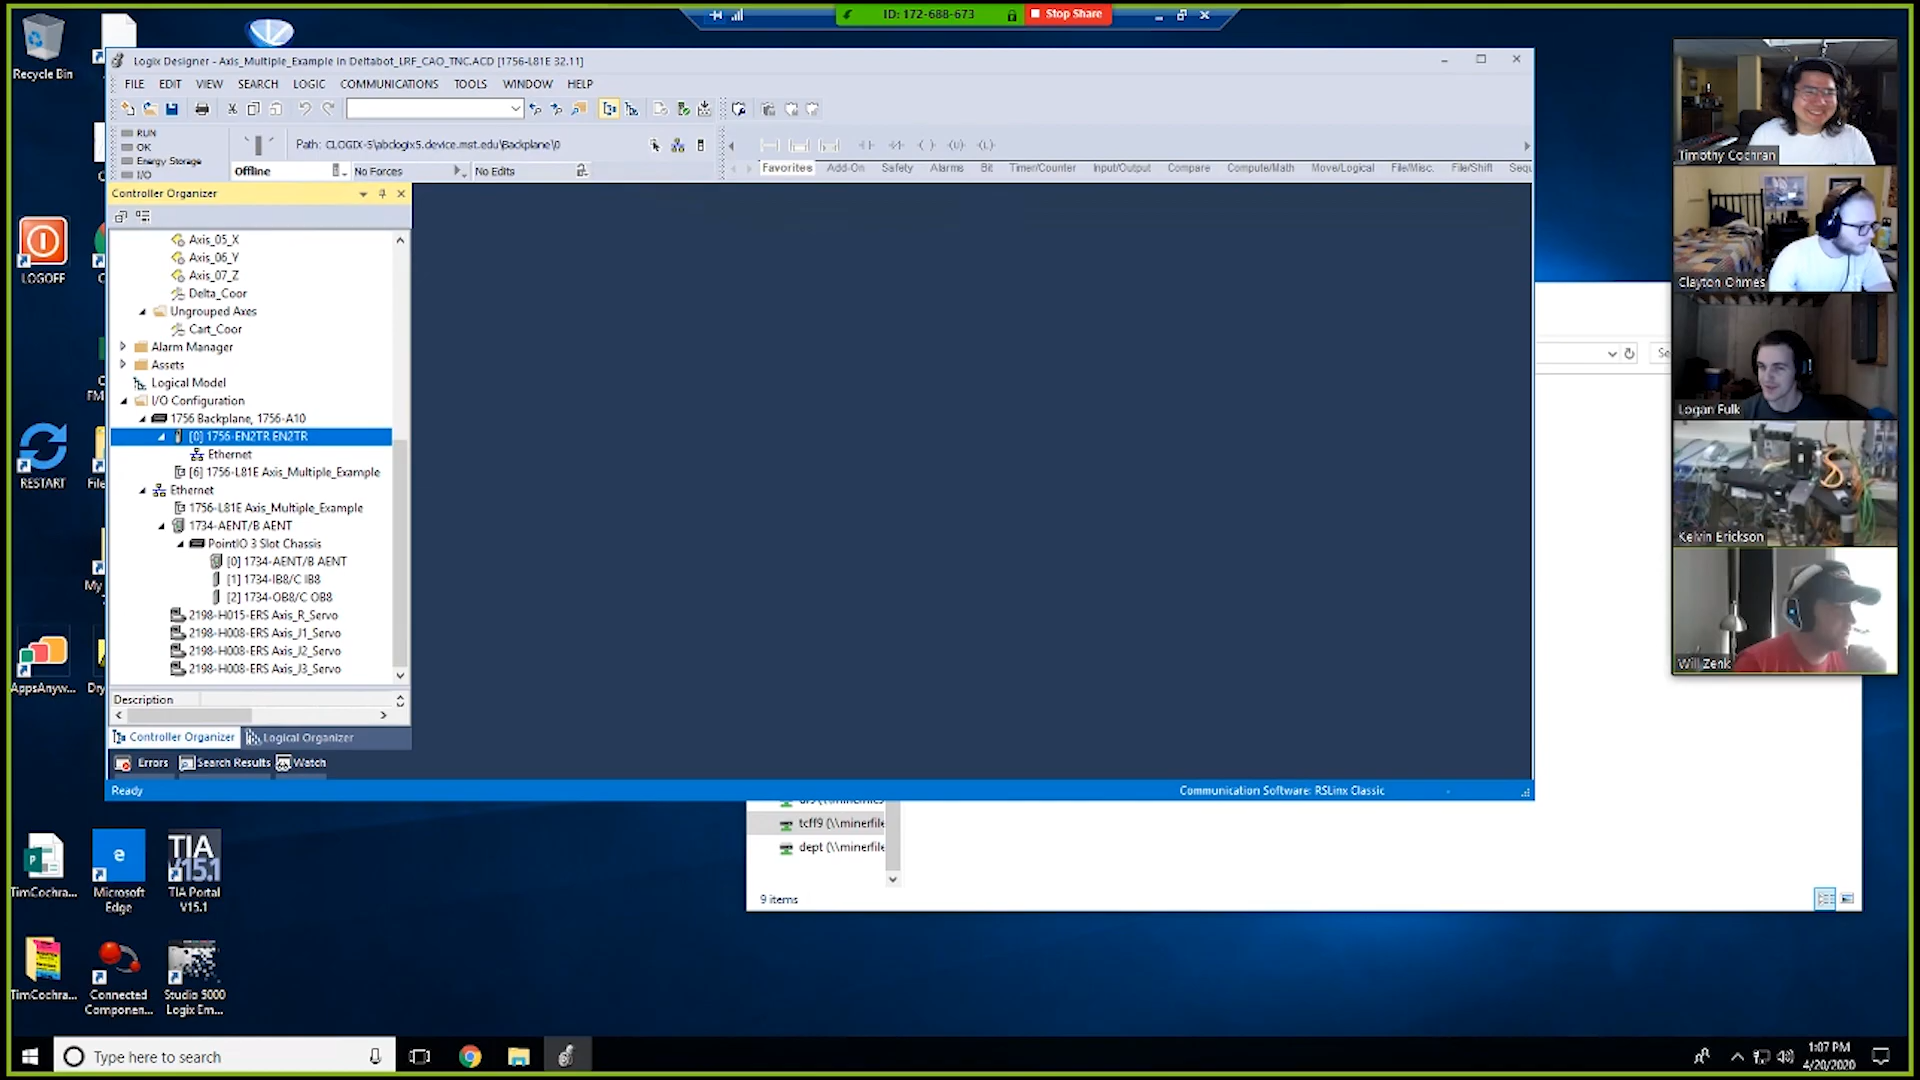 ID: 172-688-673
Stop Share
Recycle Bin
LOGOFF
RESTART
File
My
AppsAnyw...
Dry
Logix Designer - Axis_Multiple_Example in Deltabot_LRF_CAO_TNC.ACD [1756-L81E 32.11]
FILE EDIT VIEW SEARCH LOGIC COMMUNICATIONS TOOLS WINDOW HELP
RUN
OK
Energy Storage
I/O
Path: CLOGIX-5\abclogix5.device.mst.edu\Backplane\0
Offline
No Forces
No Edits
Favorites Add-On Safety Alarms Bit Timer/Counter Input/Output Compare Compute/Math Move/Logical File/Misc. File/Shift Sequ
Controller Organizer
Axis_05_X
Axis_06_Y
Axis_07_Z
Delta_Coor
Ungrouped Axes
Cart_Coor
Alarm Manager
Assets
Logical Model
I/O Configuration
1756 Backplane, 1756-A10
[0] 1756-EN2TR EN2TR
Ethernet
[6] 1756-L81E Axis_Multiple_Example
Ethernet
1756-L81E Axis_Multiple_Example
1734-AENT/B AENT
PointIO 3 Slot Chassis
[0] 1734-AENT/B AENT
[1] 1734-IB8/C IB8
[2] 1734-OB8/C OB8
2198-H015-ERS Axis_R_Servo
2198-H008-ERS Axis_J1_Servo
2198-H008-ERS Axis_J2_Servo
2198-H008-ERS Axis_J3_Servo
Description
Controller Organizer
Logical Organizer
Errors
Search Results
Watch
Ready
Communication Software: RSLinx Classic
Se
tcff9 (\\minerfile
dept (\\minerfile
9 items
Timothy Cochran
Clayton Ohmes
Logan Fulk
Kelvin Erickson
Will Zenk
TimCochra...
Microsoft
Edge
TIA
V15.1
TIA Portal
V15.1
TimCochra...
Connected
Componen...
Studio 5000
Logix Em...
Type here to search
1:07 PM
4/20/2020